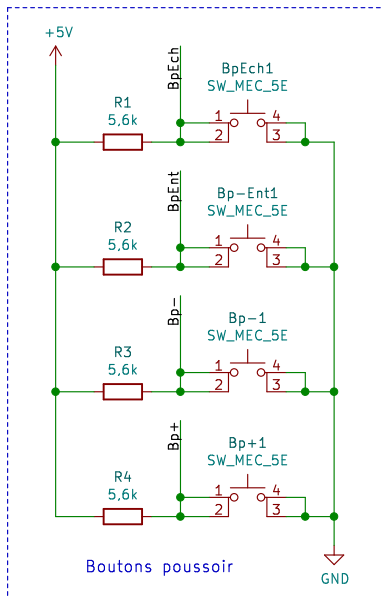 +5V
BpEch
BpEch1
SW_MEC_5E
R1
5,6k
1
2
4
3
BpEnt
Bp-Ent1
SW_MEC_5E
R2
5,6k
1
2
4
3
Bp-
Bp-1
SW_MEC_5E
R3
5,6k
1
2
4
3
Bp+
Bp+1
SW_MEC_5E
R4
5,6k
1
2
4
3
Boutons poussoir
GND